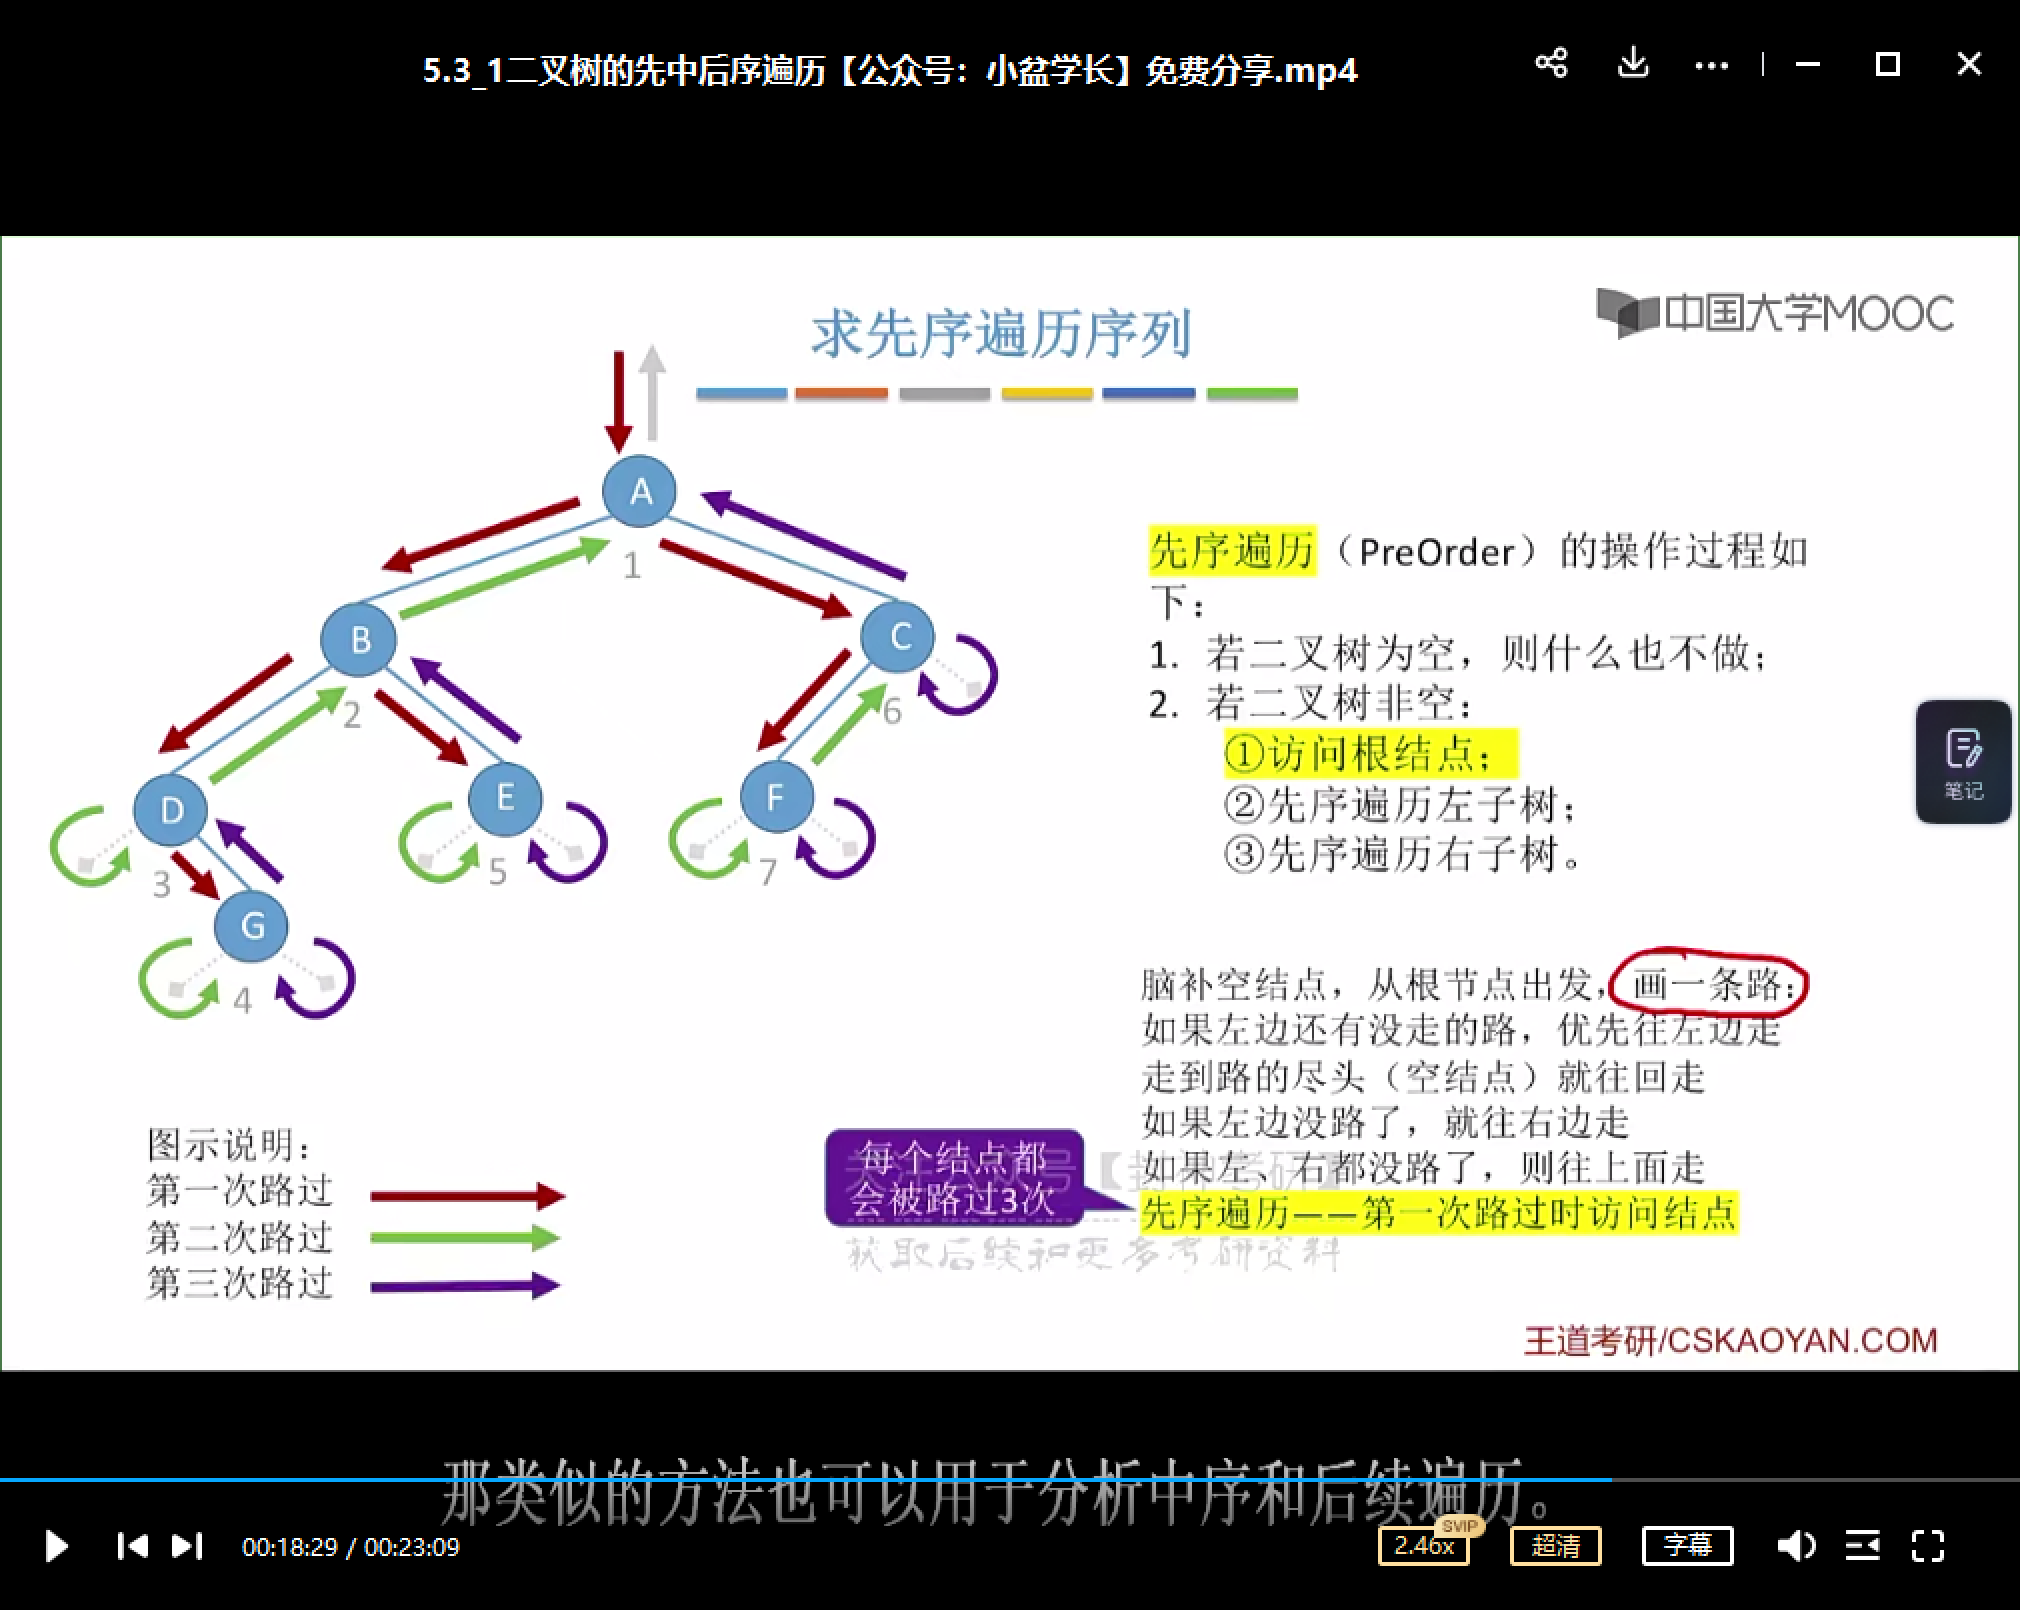 5.3_1二叉树的先中后序遍历【公众号：小盆学长】免费分享.mp4
中国大学MOOC
求先序遍历序列
A
1
B
C
2
6
D
E
F
3
5
7
G
4
先序遍历（PreOrder）的操作过程如
下：
1. 若二叉树为空，则什么也不做；
2. 若二叉树非空：
①访问根结点；
②先序遍历左子树；
③先序遍历右子树。
笔记
脑补空结点，从根节点出发，画一条路：
如果左边还有没走的路，优先往左边走
走到路的尽头（空结点）就往回走
如果左边没路了，就往右边走
如果左、右都没路了，则往上面走
先序遍历——第一次路过时访问结点
每个结点都
会被路过3次
获取后续和更多考研资料
图示说明：
第一次路过
第二次路过
第三次路过
王道考研/CSKAOYAN.COM
那类似的方法也可以用于分析中序和后续遍历。
00:18:29 / 00:23:09
2.46x
SVIP
超清
字幕